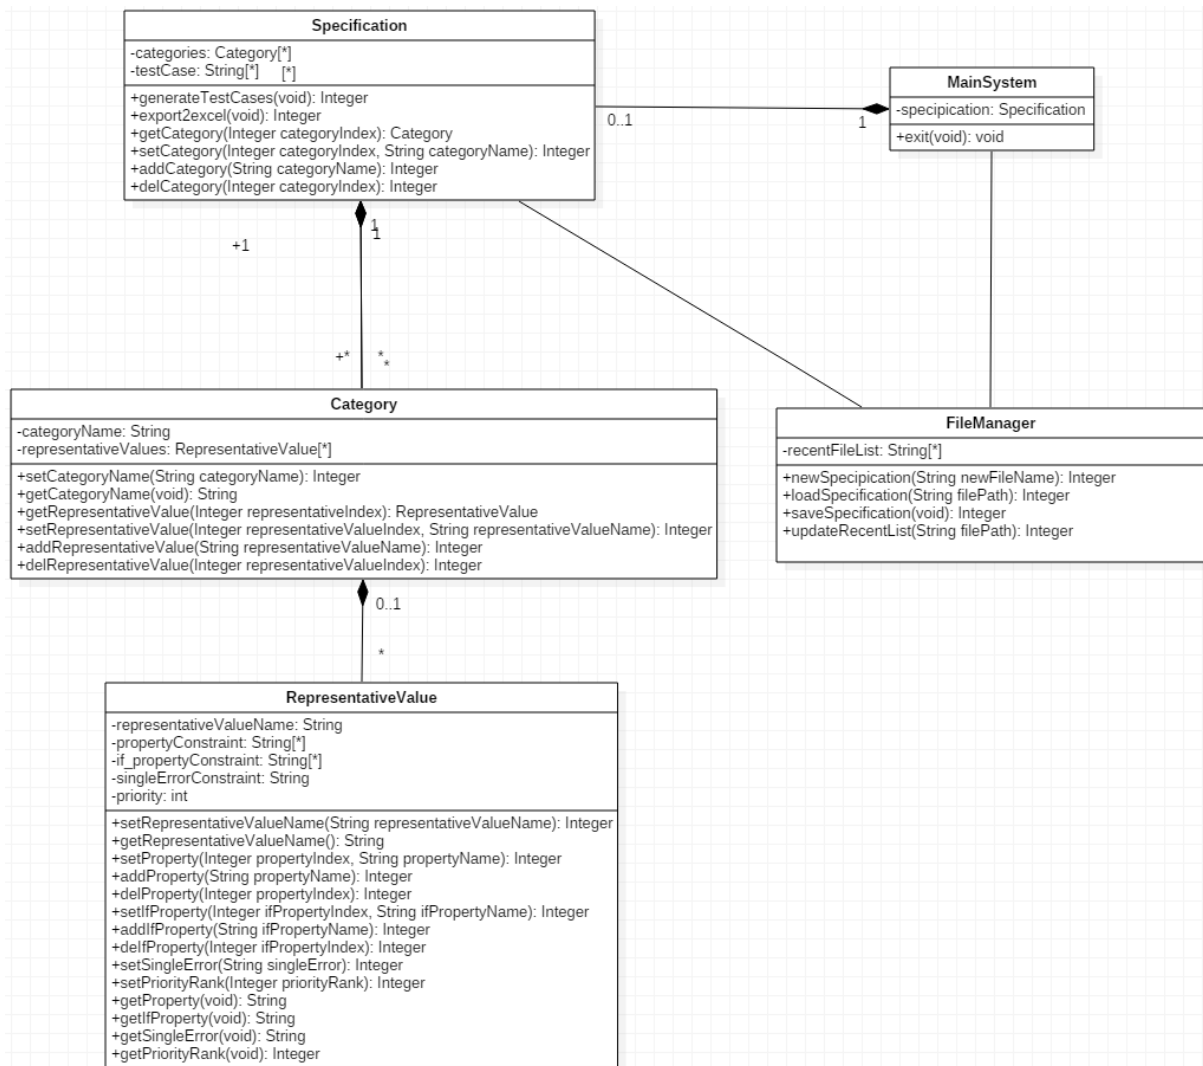 Specification
-categories: Category[*]
-testCase: String[*] [*]
+generateTestCases(void): Integer
+export2excel(void): Integer
+getCategory(Integer categoryIndex): Category
+setCategory(Integer categoryIndex, String categoryName): Integer
+addCategory(String categoryName): Integer
+delCategory(Integer categoryIndex): Integer
0..1
1
MainSystem
-specipication: Specification
+exit(void): void
1
1
+1
+*
*
*
Category
-categoryName: String
-representativeValues: RepresentativeValue[*]
+setCategoryName(String categoryName): Integer
+getCategoryName(void): String
+getRepresentativeValue(Integer representativeIndex): RepresentativeValue
+setRepresentativeValue(Integer representativeValueIndex, String representativeValueName): Integer
+addRepresentativeValue(String representativeValueName): Integer
+delRepresentativeValue(Integer representativeValueIndex): Integer
FileManager
-recentFileList: String[*]
+newSpecipication(String newFileName): Integer
+loadSpecification(String filePath): Integer
+saveSpecification(void): Integer
+updateRecentList(String filePath): Integer
0..1
*
RepresentativeValue
-representativeValueName: String
-propertyConstraint: String[*]
-if_propertyConstraint: String[*]
-singleErrorConstraint: String
-priority: int
+setRepresentativeValueName(String representativeValueName): Integer
+getRepresentativeValueName(): String
+setProperty(Integer propertyIndex, String propertyName): Integer
+addProperty(String propertyName): Integer
+delProperty(Integer propertyIndex): Integer
+setIfProperty(Integer ifPropertyIndex, String ifPropertyName): Integer
+addIfProperty(String ifPropertyName): Integer
+delfProperty(Integer ifPropertyIndex): Integer
+setSingleError(String singleError): Integer
+setPriorityRank(Integer priorityRank): Integer
+getProperty(void): String
+getIfProperty(void): String
+getSingleError(void): String
+getPriorityRank(void): Integer